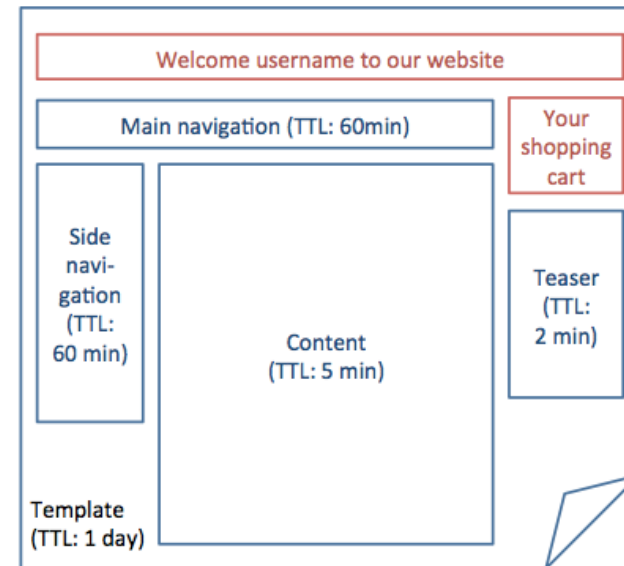 Welcome username to our website
Main navigation (TTL: 60min)
Your
shopping
cart
Side
navi-
gation
(TTL:
60 min)
Content
(TTL: 5 min)
Teaser
(TTL:
2 min)
Template
(TTL: 1 day)